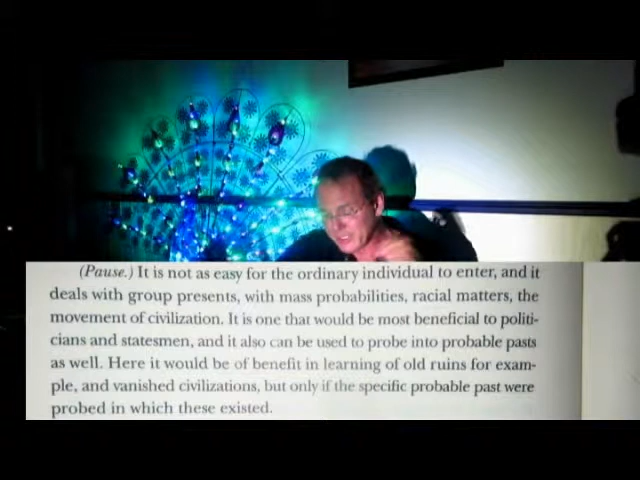 (Pause.) It is not as easy for the ordinary individual to enter, and it
deals with group presents, with mass probabilities, racial matters, the
movement of civilization. It is one that would be most beneficial to politi-
cians and statesmen, and it also can be used to probe into probable pasts
as well. Here it would be of benefit in learning of old ruins for exam-
ple, and vanished civilizations, but only if the specific probable past were
probed in which these existed.